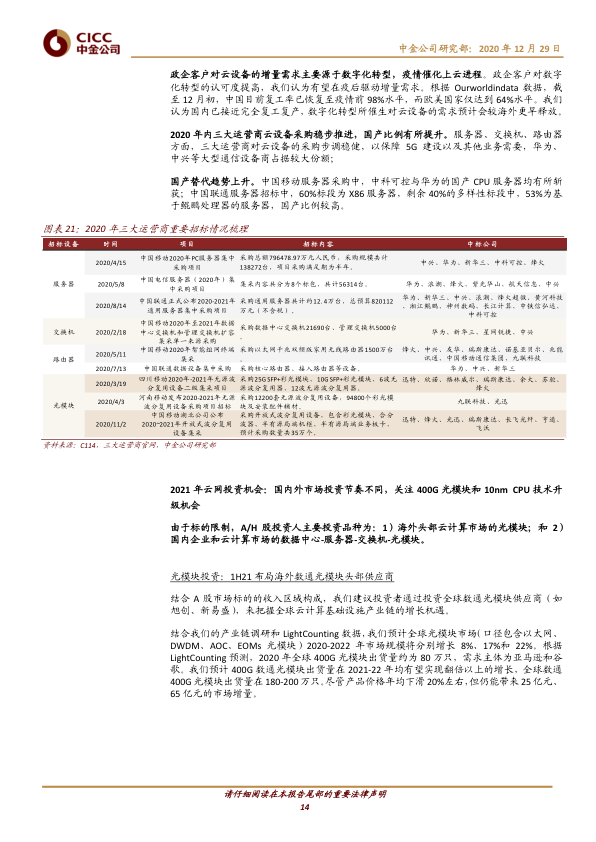 CICC
中金公司
中金公司研究部: 2020 年 12 月 29 日
政企客户对云设备的增量需求主要源于数字化转型，疫情催化上云进程。政企客户对数字
化转型的认可度提高，我们认为有望在疫后驱动增量需求。根据 Ourworldindata 数据，截
至 12 月初，中国目前复工率已恢复至疫情前 98%水平，而欧美国家仅达到 64%水平。我们
认为国内已接近完全复工复产，数字化转型所催生对云设备的需求预计会较海外更早释放。
2020 年内三大运营商云设备采购稳步推进，国产比例有所提升。服务器、交换机、路由器
方面，三大运营商对云设备的采购步调稳健，以保障 5G 建设以及其他业务需要，华为、
中兴等大型通信设备商占据较大份额；
国产替代趋势上升。中国移动服务器采购中，中科可控与华为的国产 CPU 服务器均有所斩
获；中国联通服务器招标中，60%标段为 X86 服务器，剩余 40%的多样性标段中，53%为基
于鲲鹏处理器的服务器，国产比例较高。
图表 21: 2020 年三大运营商重要招标情况梳理
招标设备 时间 项目 招标内容 中标公司
服务器
2020/4/15 中国移动2020年PC服务器集中采购项目 采购总额796478.97万元人民币，采购规模共计138272台，项目采购满足期为半年。 中兴、华为、新华三、中科可控、烽火
2020/5/8 中国电信服务器（2020年）集中采购项目 集采内容共分为8个标包，共计56314台。 华为、浪潮、烽火、紫光华山、航天信息、中兴
2020/8/14 中国联通正式公布2020-2021年通用服务器集中采购项目 采购通用服务器共计约12.4万台，总预算820112万元（不含税）。 华为、新华三、中兴、浪潮、烽火超微、黄河科技、湘江鲲鹏、神州数码、长江计算、中铁信弘远、中科可控
交换机
2020/2/18 中国移动2020年至2021年数据中心交换机和管理交换机扩容集采单一来源采购 采购数据中心交换机21690台、管理交换机5000台。 华为、新华三、星网锐捷、中兴
路由器
2020/5/11 中国移动2020年智能组网终端集采 采购以太网千兆双频段家用无线路由器1500万台。 烽火、中兴、友华、瑞斯康达、诺基亚贝尔、兆能讯通、中国移动通信集团、九联科技
2020/7/13 中国联通数据设备集中采购 采购核心路由器、接入路由器等设备。 华为、中兴、新华三
光模块
2020/3/19 四川移动2020年-2021年无源波分复用设备二级集采项目 采购25G SFP+彩光模块、10G SFP+彩光模块、6波无源波分复用器、12波无源波分复用器。 迅特、欣诺、格林威尔、瑞斯康达、奋大、苏驼、烽火
2020/4/3 河南移动发布2020-2021年无源波分复用设备采购项目招标 采购12200套无源波分复用设备，94800个彩光模块及安装配件辅材。 九联科技、光迅
2020/11/2 中国移动湖北公司公布2020~2021年开放式波分复用设备集采 采购开放式波分复用设备，包含彩光模块，合分波器，半有源局端机框，半有源局端业务板卡，预计采购数量共35万个。 迅特、烽火、光迅、瑞斯康达、长飞光纤、亨通、飞沃
资料来源：C114，三大运营商官网，中金公司研究部
2021 年云网投资机会：国内外市场投资节奏不同，关注 400G 光模块和 10nm CPU 技术升
级机会
由于标的限制，A/H 股投资人主要投资品种为：1）海外头部云计算市场的光模块；和 2）
国内企业和云计算市场的数据中心-服务器-交换机-光模块。
光模块投资：1H21 布局海外数通光模块头部供应商
结合 A 股市场标的的收入区域构成，我们建议投资者通过投资全球数通光模块供应商（如
旭创、新易盛），来把握全球云计算基础设施产业链的增长机遇。
结合我们的产业链调研和 LightCounting 数据，我们预计全球光模块市场（口径包含以太网、
DWDM、AOC、EOMs 光模块）2020-2022 年市场规模将分别增长 8%、17%和 22%。根据
LightCounting 预测，2020 年全球 400G光模块出货量约为 80 万只，需求主体为亚马逊和谷
歌。我们预计 400G 数通光模块出货量在 2021-22 年均有望实现翻倍以上的增长，全球数通
400G光模块出货量在 180-200 万只。尽管产品价格年均下滑 20%左右，但仍能带来 25 亿元、
65 亿元的市场增量。
请仔细阅读在本报告尾部的重要法律声明
14